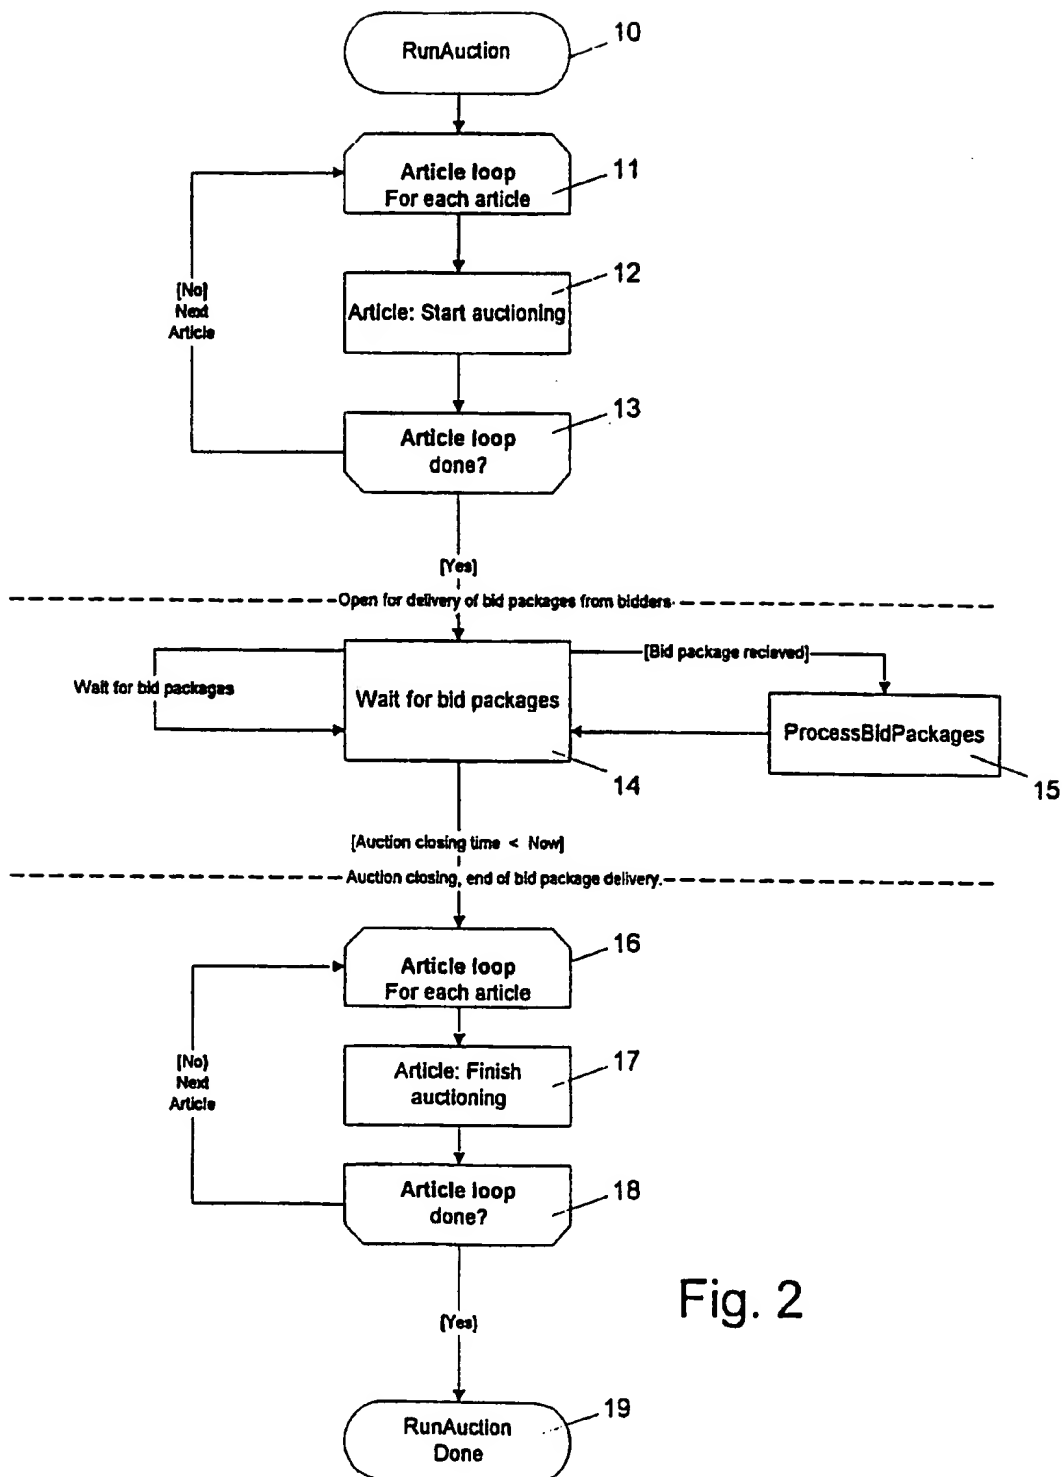 RunAuction
10
Article loop
For each article
11
12
Article: Start auctioning
[No]
Next
Article
13
Article loop
done?
[Yes]
Open for delivery of bid packages from bidders
Wait for bid packages
Wait for bid packages
[Bid package recieved]
ProcessBidPackages
14
15
[Auction closing time < Now]
Auction closing, end of bid package delivery.
16
Article loop
For each article
17
Article: Finish
auctioning
[No]
Next
Article
18
Article loop
done?
Fig. 2
[Yes]
19
RunAuction
Done